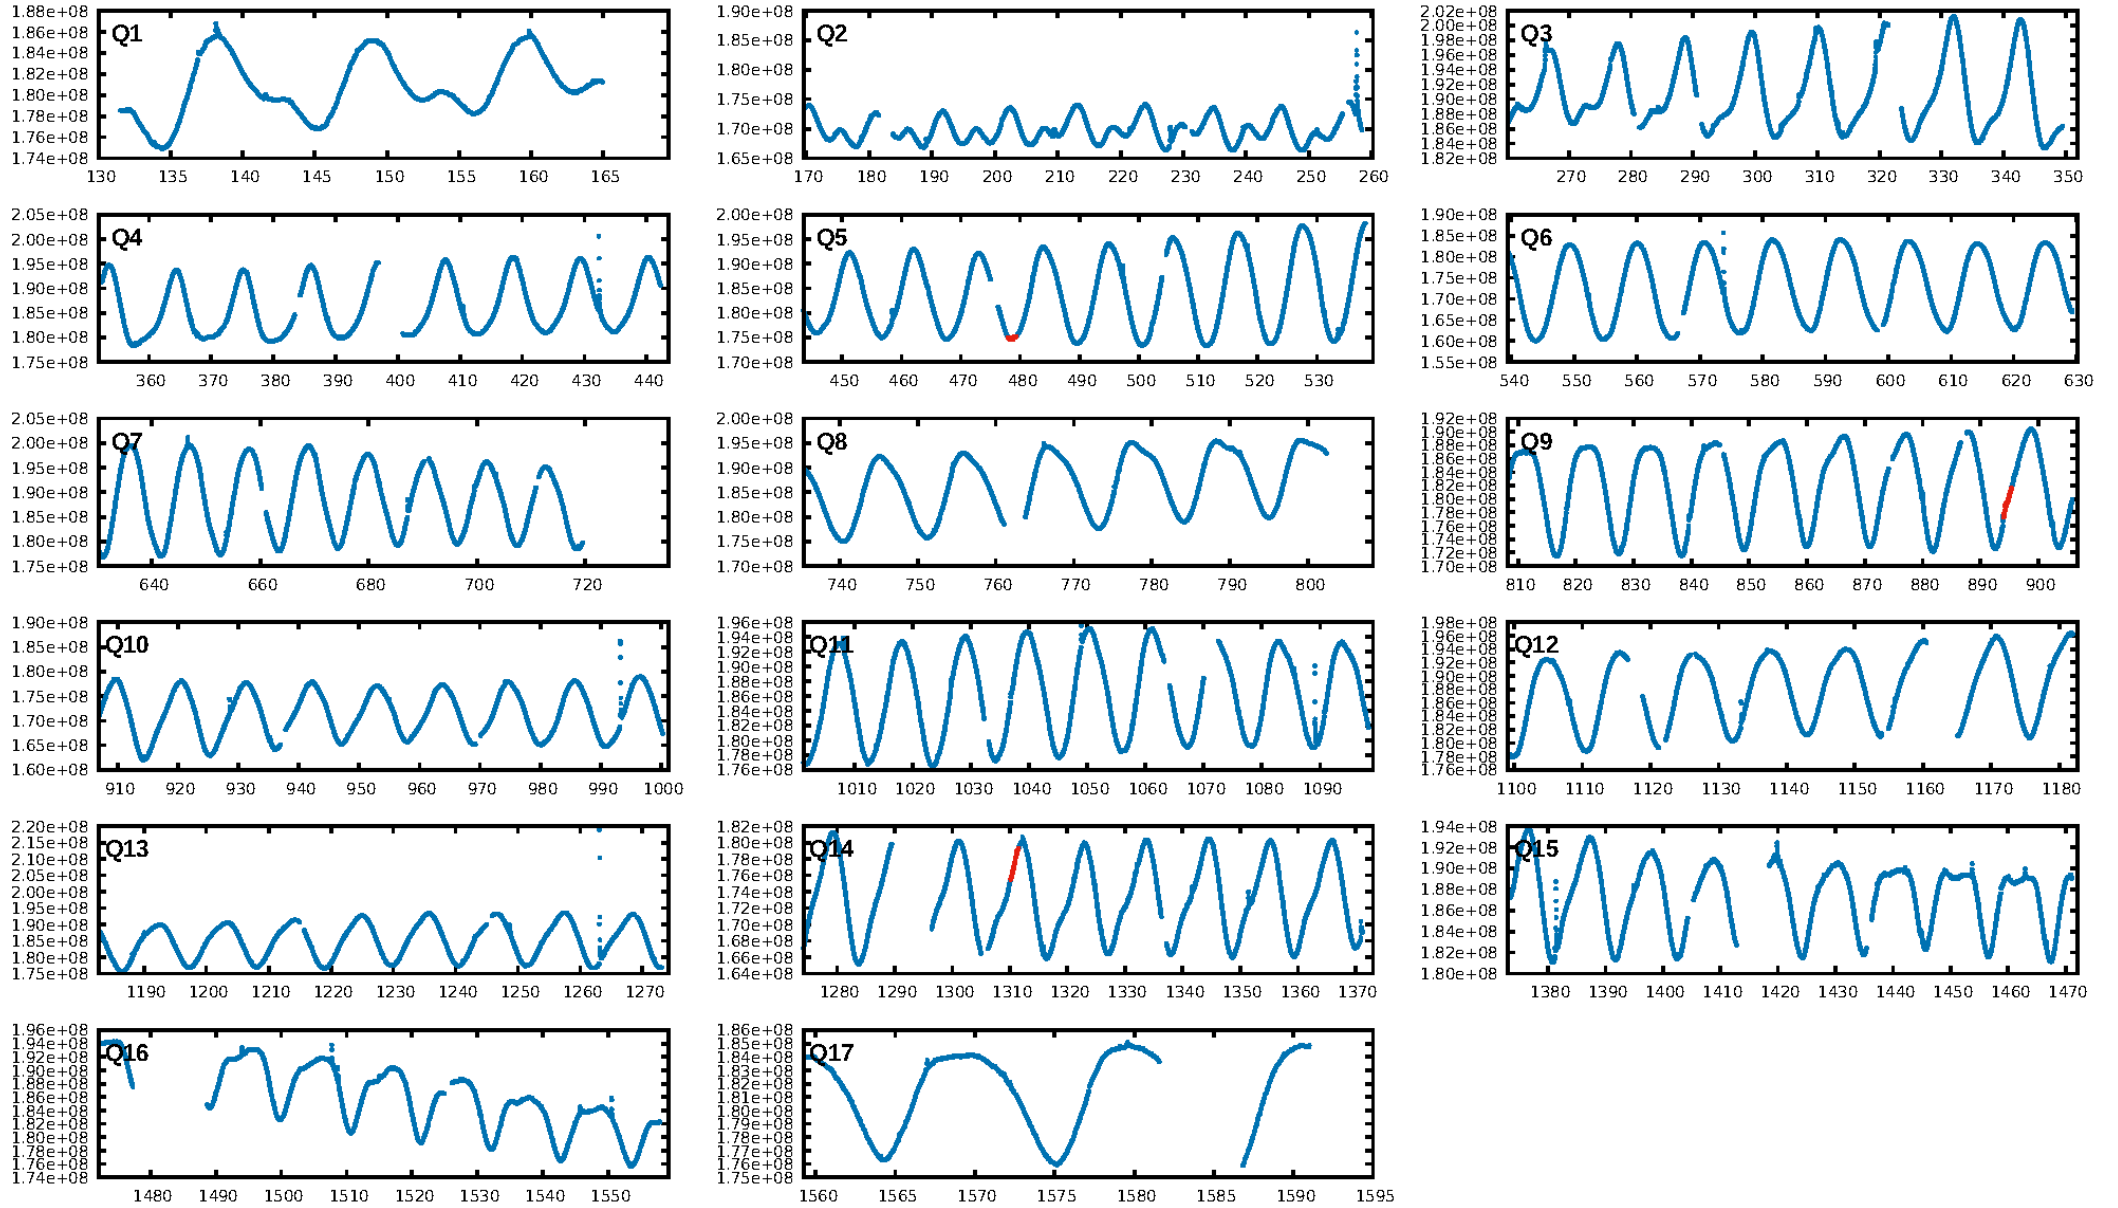 1.88e+08
1.86e+08
1.84e+08
1.82e+08
1.80e+08
1.78e+08
1.76e+08
1.74e+08
Q1
130 135 140 145 150 155 160 165
1.90e+08
1.85e+08
1.80e+08
1.75e+08
1.70e+08
1.65e+08
Q2
170 180 190 200 210 220 230 240 250 260
2.02e+08
2.00e+08
1.98e+08
1.96e+08
1.94e+08
1.92e+08
1.90e+08
1.88e+08
1.86e+08
1.84e+08
1.82e+08
Q3
270 280 290 300 310 320 330 340 350
2.05e+08
2.00e+08
1.95e+08
1.90e+08
1.85e+08
1.80e+08
1.75e+08
Q4
360 370 380 390 400 410 420 430 440
2.00e+08
1.95e+08
1.90e+08
1.85e+08
1.80e+08
1.75e+08
1.70e+08
Q5
450 460 470 480 490 500 510 520 530
1.90e+08
1.85e+08
1.80e+08
1.75e+08
1.70e+08
1.65e+08
1.60e+08
1.55e+08
Q6
540 550 560 570 580 590 600 610 620 630
2.05e+08
2.00e+08
1.95e+08
1.90e+08
1.85e+08
1.80e+08
1.75e+08
Q7
640 660 680 700 720
2.00e+08
1.95e+08
1.90e+08
1.85e+08
1.80e+08
1.75e+08
1.70e+08
Q8
740 750 760 770 780 790 800
1.92e+08
1.90e+08
1.88e+08
1.86e+08
1.84e+08
1.82e+08
1.80e+08
1.78e+08
1.76e+08
1.74e+08
1.72e+08
1.70e+08
Q9
810 820 830 840 850 860 870 880 890 900
1.90e+08
1.85e+08
1.80e+08
1.75e+08
1.70e+08
1.65e+08
1.60e+08
Q10
910 920 930 940 950 960 970 980 990 1000
1.96e+08
1.94e+08
1.92e+08
1.90e+08
1.88e+08
1.86e+08
1.84e+08
1.82e+08
1.80e+08
1.78e+08
1.76e+08
Q11
1010 1020 1030 1040 1050 1060 1070 1080 1090
1.98e+08
1.96e+08
1.94e+08
1.92e+08
1.90e+08
1.88e+08
1.86e+08
1.84e+08
1.82e+08
1.80e+08
1.78e+08
1.76e+08
Q12
1100 1110 1120 1130 1140 1150 1160 1170 1180
2.20e+08
2.15e+08
2.10e+08
2.05e+08
2.00e+08
1.95e+08
1.90e+08
1.85e+08
1.80e+08
1.75e+08
Q13
1190 1200 1210 1220 1230 1240 1250 1260 1270
1.82e+08
1.80e+08
1.78e+08
1.76e+08
1.74e+08
1.72e+08
1.70e+08
1.68e+08
1.66e+08
1.64e+08
Q14
1280 1290 1300 1310 1320 1330 1340 1350 1360 1370
1.94e+08
1.92e+08
1.90e+08
1.88e+08
1.86e+08
1.84e+08
1.82e+08
1.80e+08
Q15
1380 1390 1400 1410 1420 1430 1440 1450 1460 1470
1.96e+08
1.94e+08
1.92e+08
1.90e+08
1.88e+08
1.86e+08
1.84e+08
1.82e+08
1.80e+08
1.78e+08
1.76e+08
1.74e+08
Q16
1480 1490 1500 1510 1520 1530 1540 1550
1.86e+08
1.85e+08
1.84e+08
1.83e+08
1.82e+08
1.81e+08
1.80e+08
1.79e+08
1.78e+08
1.77e+08
1.76e+08
1.75e+08
Q17
1560 1565 1570 1575 1580 1585 1590 1595